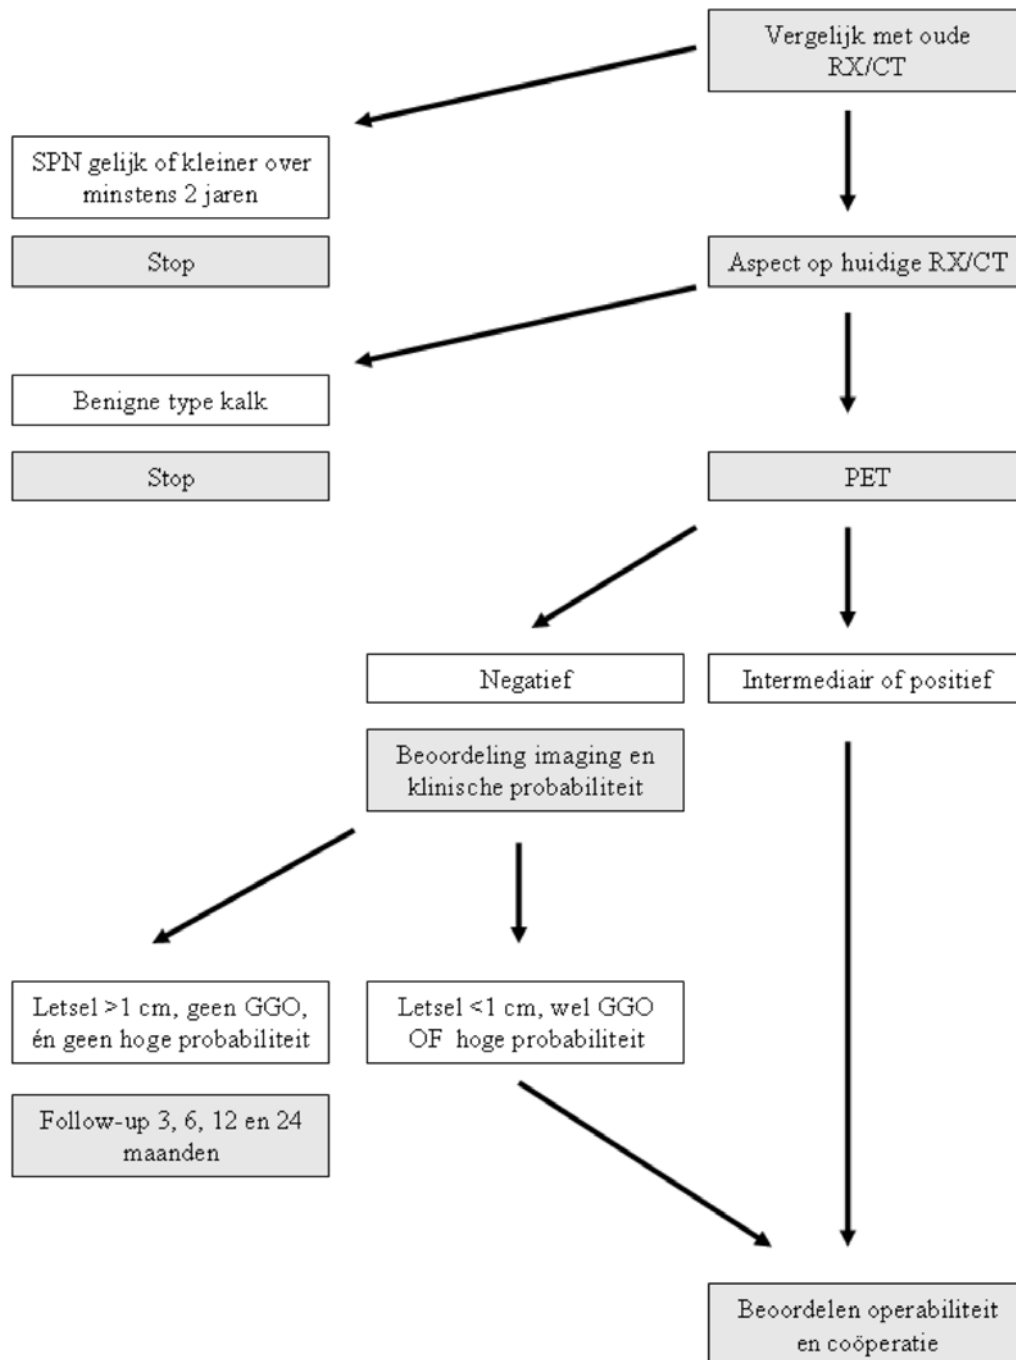 Vergelijk met oude
RX/CT
SPN gelijk of kleiner over
minstens 2 jaren
Stop
Aspect op huidige RX/CT
Benigne type kalk
Stop
PET
Negatief
Intermediair of positief
Beoordeling imaging en
klinische probabiliteit
Letsel >1 cm, geen GGO,
én geen hoge probabiliteit
Letsel <1 cm, wel GGO
OF hoge probabiliteit
Follow-up 3, 6, 12 en 24
maanden
Beoordelen operabiliteit
en coöperatie